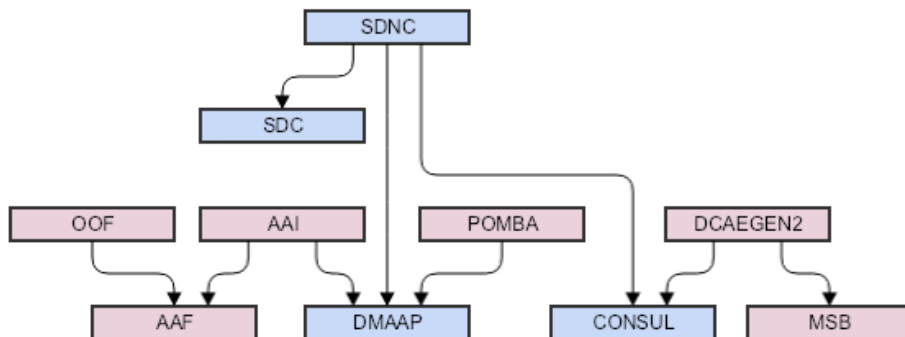 SDNC
SDC
OOF
AAI
POMBA
DCAEGEN2
AAF
DMAAP
CONSUL
MSB